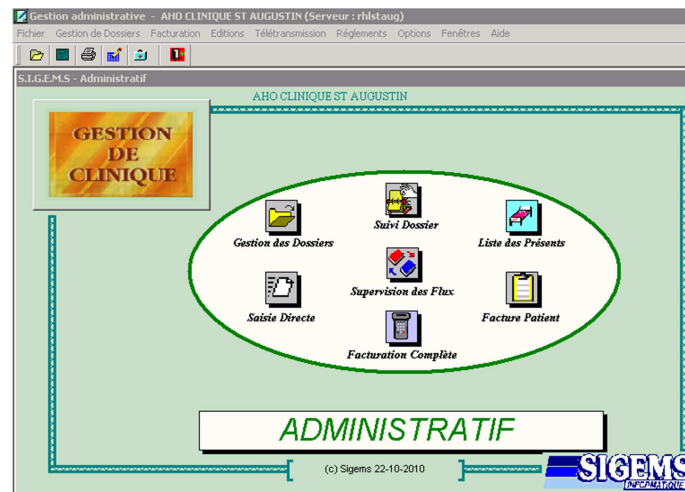 Gestion administrative - AHO CLINIQUE ST AUGUSTIN (Serveur : rhlstaug)
Fichier Gestion de Dossiers Facturation Editions Télétransmission Réglements Options Fenêtres Aide
S.I.G.E.M.S - Administratif
AHO CLINIQUE ST AUGUSTIN
GESTION
DE
CLINIQUE
Suivi Dossier
Gestion des Dossiers
Liste des Présents
Supervision des Flux
Saisie Directe
Facture Patient
Facturation Complète
ADMINISTRATIF
(c) Sigems 22-10-2010
SIGEMS
INFORMATIQUE